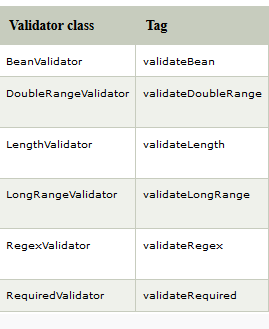 Validator class Tag
BeanValidator validateBean
DoubleRangeValidator validateDoubleRange
LengthValidator validateLength
LongRangeValidator validateLongRange
RegexValidator validateRegex
RequiredValidator validateRequired